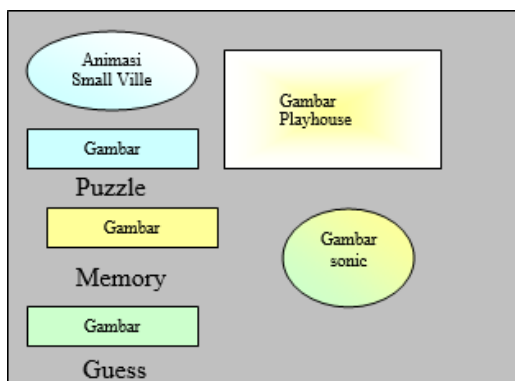 Animasi
Small Ville
Gambar
Playhouse
Gambar
Puzzle
Gambar
Memory
Gambar
sonic
Gambar
Guess